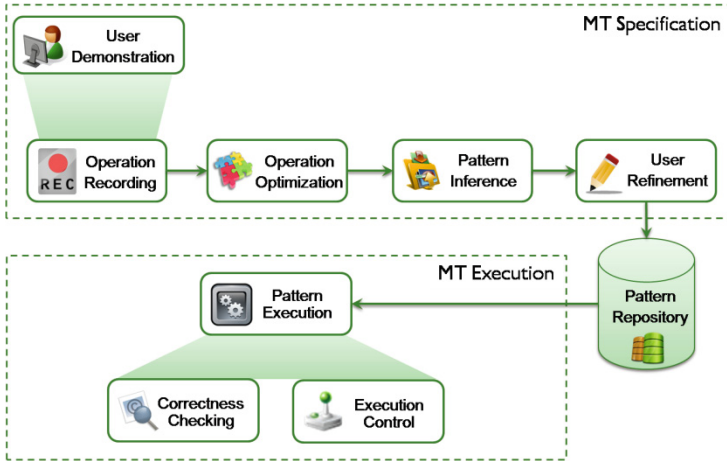 MT Specification
User
Demonstration
REC
Operation
Recording
Operation
Optimization
Pattern
Inference
User
Refinement
MT Execution
Pattern
Execution
Pattern
Repository
Correctness
Checking
Execution
Control